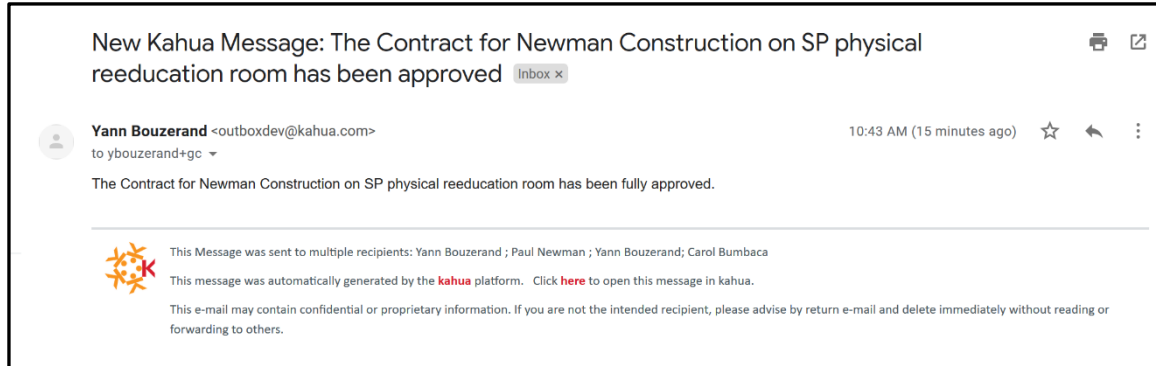 New Kahua Message: The Contract for Newman Construction on SP physical
reeducation room has been approved Inbox ×
Yann Bouzerand <outboxdev@kahua.com>
10:43 AM (15 minutes ago)
to ybouzerand+gc
The Contract for Newman Construction on SP physical reeducation room has been fully approved.
K
This Message was sent to multiple recipients: Yann Bouzerand ; Paul Newman ; Yann Bouzerand; Carol Bumbaca
This message was automatically generated by the kahua platform. Click here to open this message in kahua.
This e-mail may contain confidential or proprietary information. If you are not the intended recipient, please advise by return e-mail and delete immediately without reading or
forwarding to others.